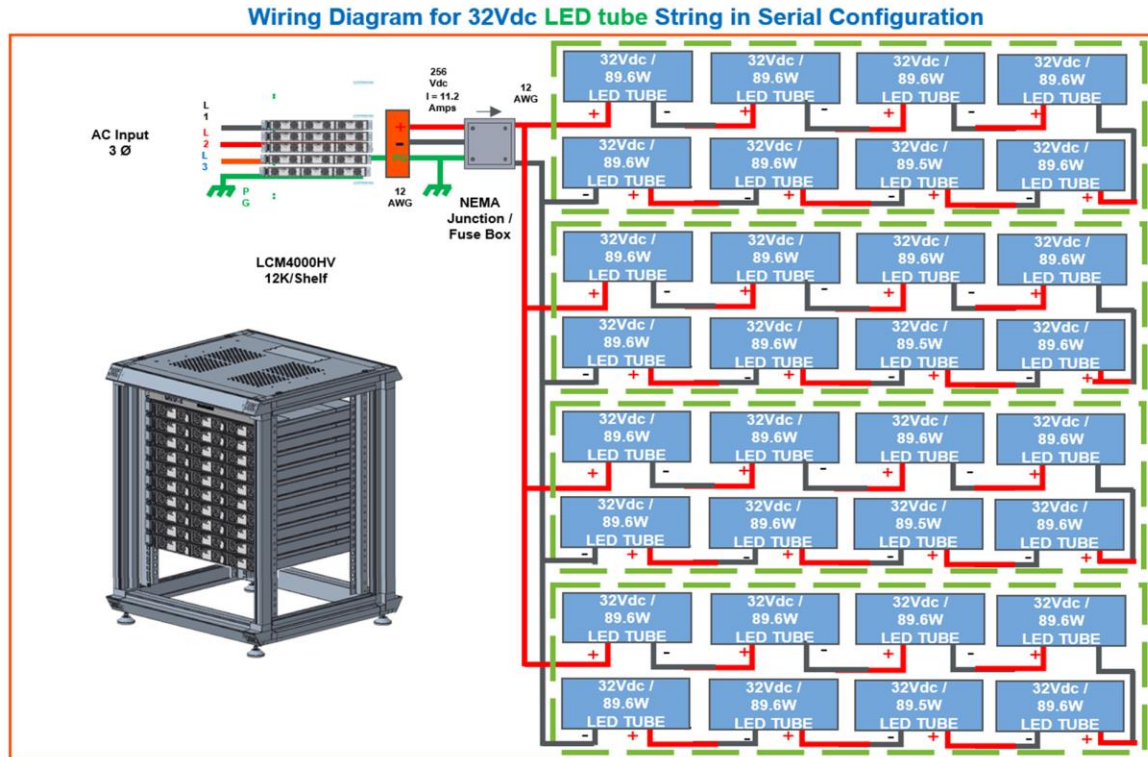 Wiring Diagram for 32Vdc LED tube String in Serial Configuration
AC Input
3 Ø
L
1
L
2
L
3
P
G
LCM4000HV
12K/Shelf
+
-
12
AWG
256
Vdc
I = 11.2
Amps
NEMA
Junction /
Fuse Box
12
AWG
32Vdc / 32Vdc / 32Vdc / 32Vdc /
89.6W 89.6W 89.6W 89.6W
LED TUBE LED TUBE LED TUBE LED TUBE
+ - + - + - +
32Vdc / 32Vdc / 32Vdc / 32Vdc /
89.6W 89.6W 89.5W 89.6W
LED TUBE LED TUBE LED TUBE LED TUBE
- + - + - + - +
32Vdc / 32Vdc / 32Vdc / 32Vdc /
89.6W 89.6W 89.6W 89.6W
LED TUBE LED TUBE LED TUBE LED TUBE
+ - + - + - +
32Vdc / 32Vdc / 32Vdc / 32Vdc /
89.6W 89.6W 89.5W 89.6W
LED TUBE LED TUBE LED TUBE LED TUBE
- + - + - + - +
32Vdc / 32Vdc / 32Vdc / 32Vdc /
89.6W 89.6W 89.6W 89.6W
LED TUBE LED TUBE LED TUBE LED TUBE
+ - + - + - +
32Vdc / 32Vdc / 32Vdc / 32Vdc /
89.6W 89.6W 89.5W 89.6W
LED TUBE LED TUBE LED TUBE LED TUBE
- + - + - + - +
32Vdc / 32Vdc / 32Vdc / 32Vdc /
89.6W 89.6W 89.6W 89.6W
LED TUBE LED TUBE LED TUBE LED TUBE
+ - + - + - +
32Vdc / 32Vdc / 32Vdc / 32Vdc /
89.6W 89.6W 89.5W 89.6W
LED TUBE LED TUBE LED TUBE LED TUBE
- + - + - + - +